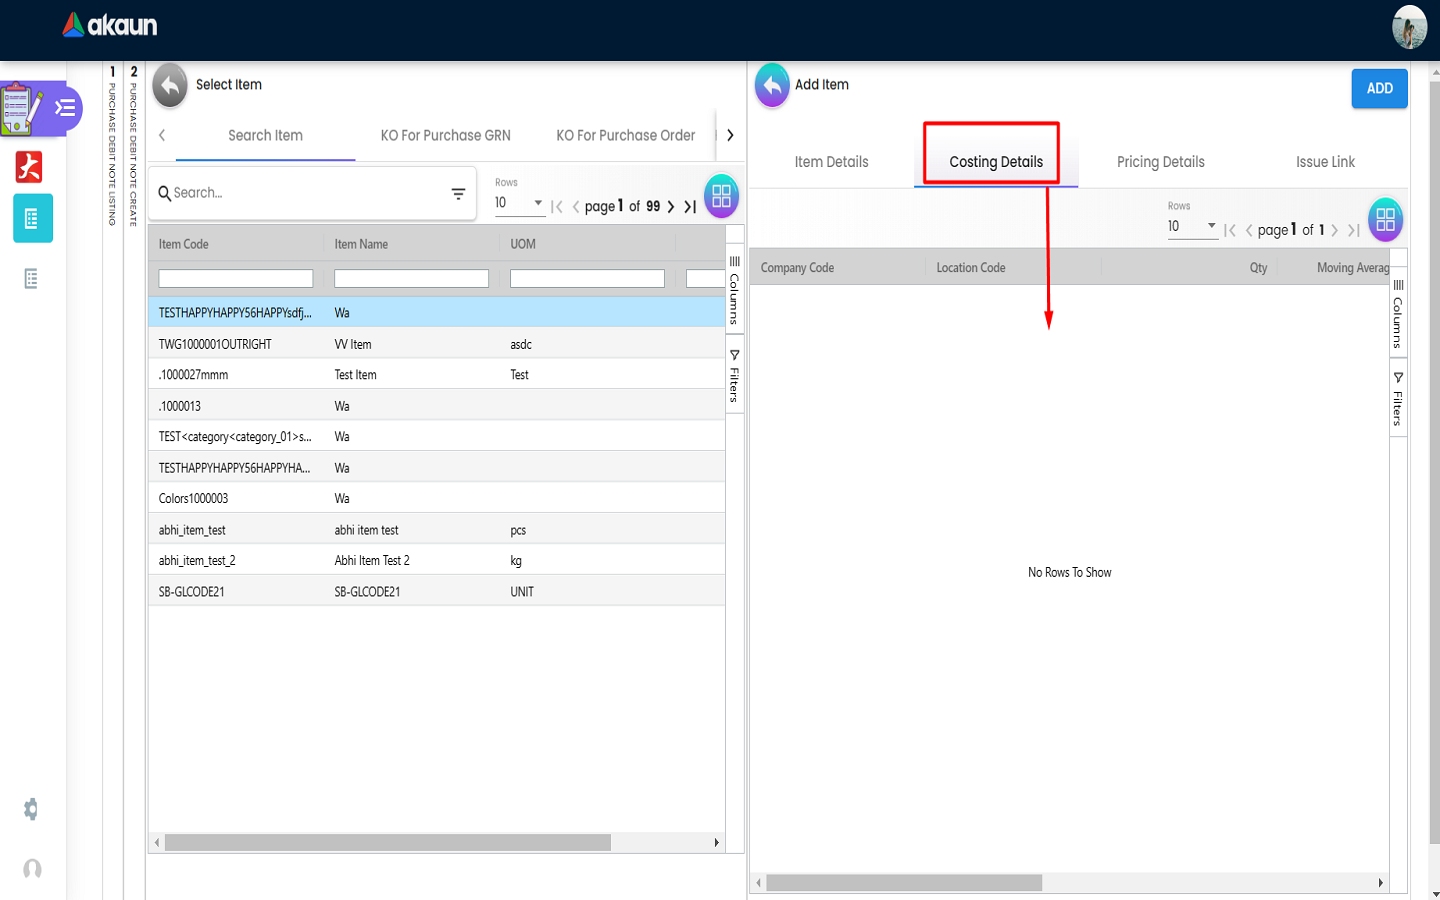 akaun
1 PURCHASE DEBIT NOTE LISTING
2 PURCHASE DEBIT NOTE CREATE
Select Item
Search Item
KO For Purchase GRN
KO For Purchase Order
Search...
Rows
10
page 1 of 99
Item Code
Item Name
UOM
TESTHAPPYHAPPY56HAPPYsdfj... Wa
TWG1000001OUTRIGHT VV Item asdc
.1000027mmm Test Item Test
.1000013 Wa
TEST<category<category_01>s... Wa
TESTHAPPYHAPPY56HAPPYHA... Wa
Colors1000003 Wa
abhi_item_test abhi item test pcs
abhi_item_test_2 Abhi Item Test 2 kg
SB-GLCODE21 SB-GLCODE21 UNIT
Columns
Filters
Add Item
ADD
Item Details
Costing Details
Pricing Details
Issue Link
Rows
10
page 1 of 1
Company Code
Location Code
Qty
Moving Averag
No Rows To Show
Columns
Filters